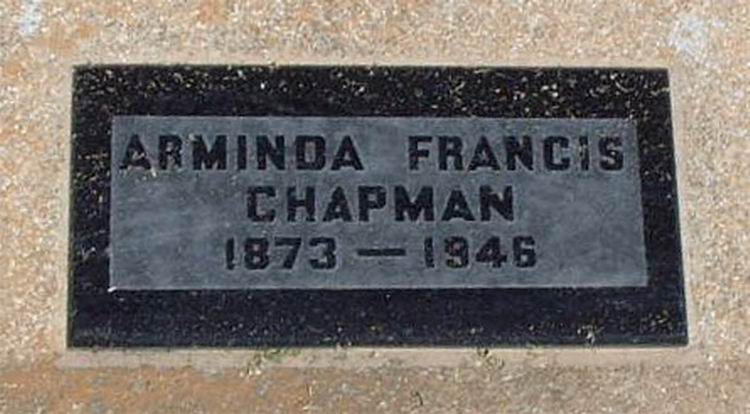 ARMINDA FRANCIS
CHAPMAN
1873 — 1946